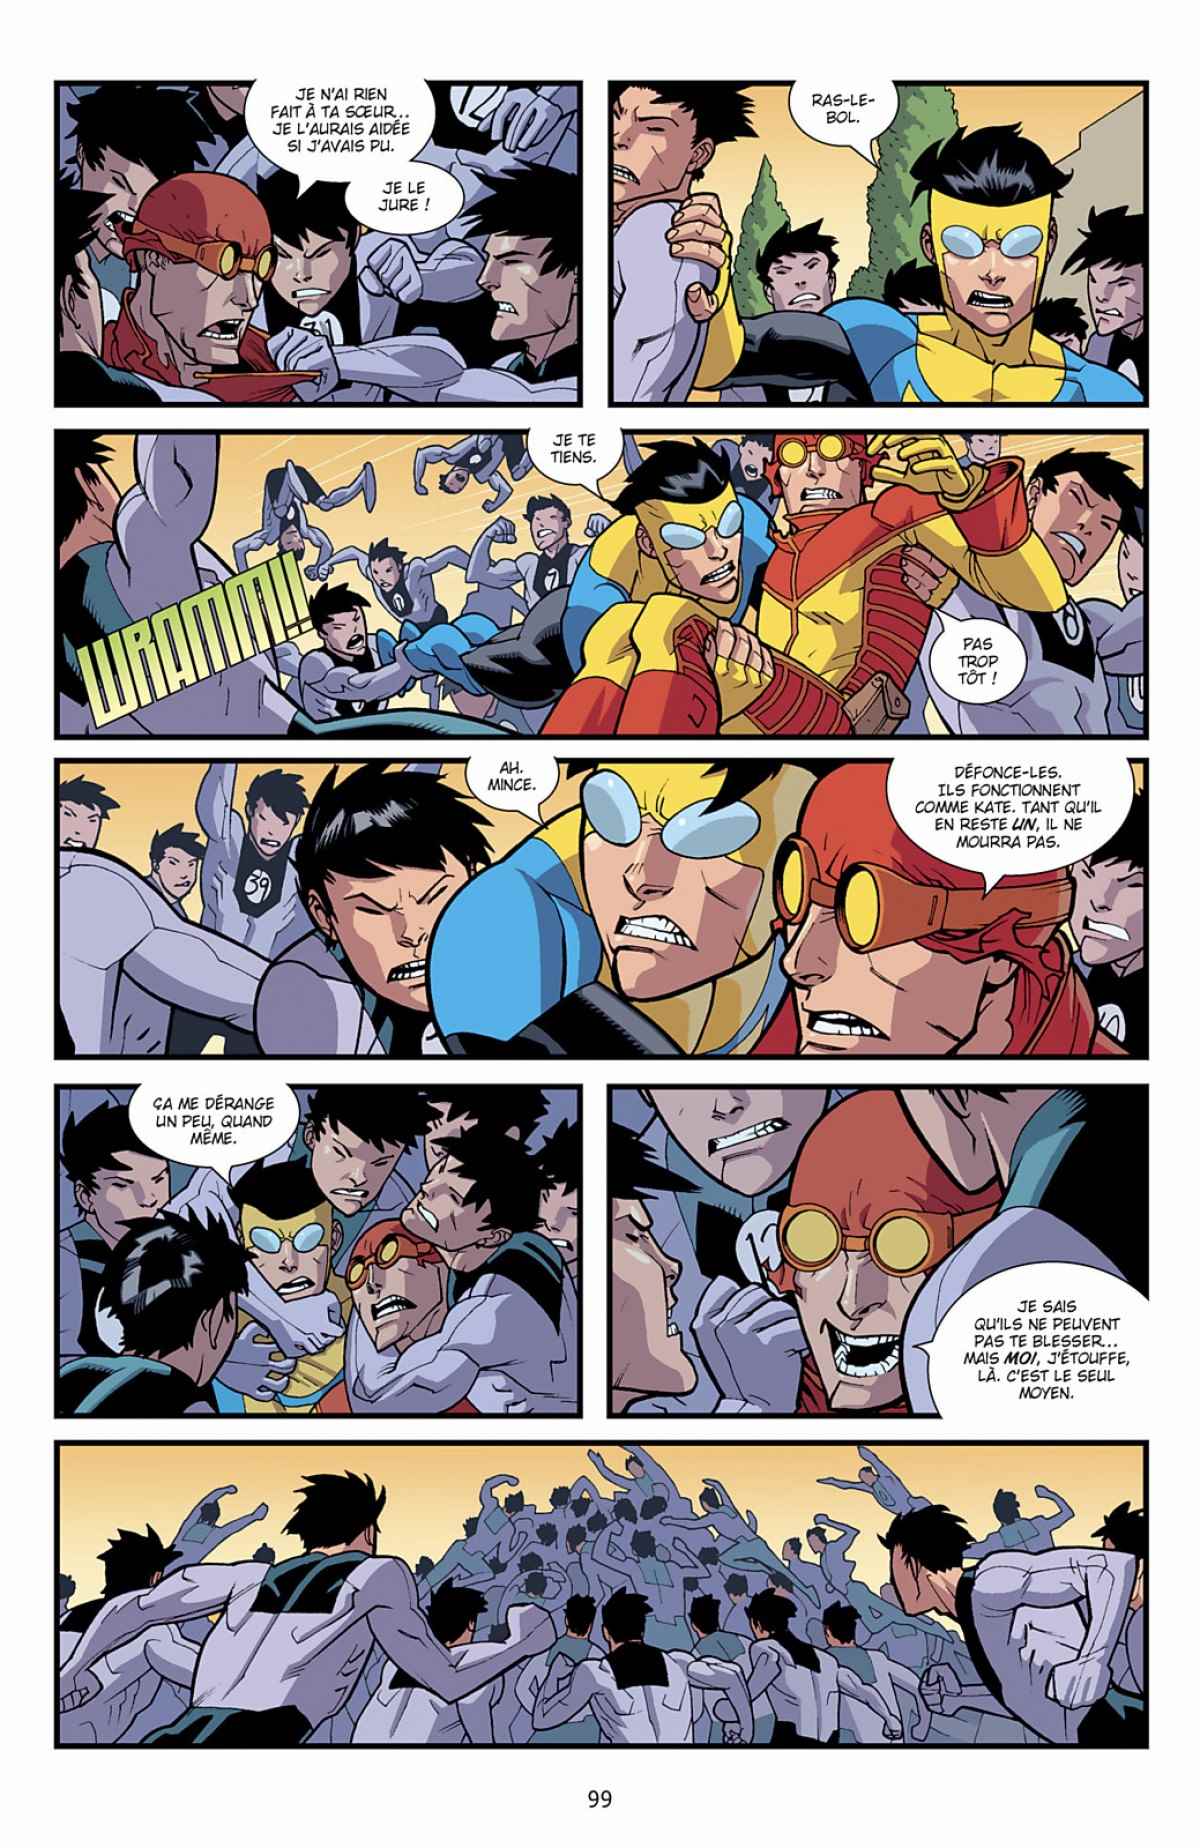 JE N'AI RIEN
FAIT À TA SŒUR...
JE L'AURAIS AIDÉE
SI J'AVAIS PU.
JE LE
JURE !
RAS-LE-
BOL.
JE TE
TIENS.
WRAMM!!
PAS
TROP
TÔT !
AH.
MINCE.
DÉFONCE-LES.
ILS FONCTIONNENT
COMME KATE. TANT QU'IL
EN RESTE UN, IL NE
MOURRA PAS.
39
ÇA ME DÉRANGE
UN PEU, QUAND
MÊME.
JE SAIS
QU'ILS NE PEUVENT
PAS TE BLESSER...
MAIS MOI, J'ÉTOUFFE,
LÀ. C'EST LE SEUL
MOYEN.
99